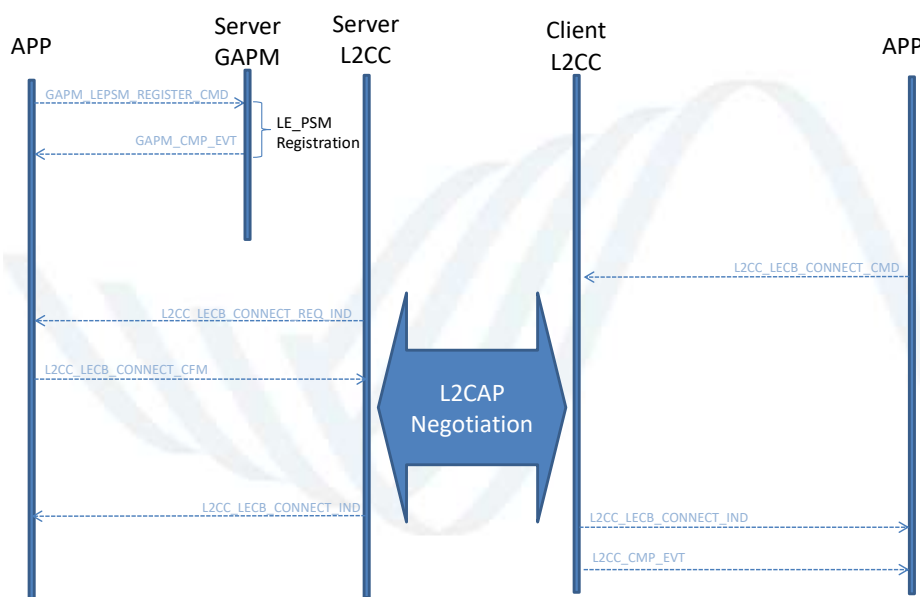 APP
Server
GAPM
Server
L2CC
Client
L2CC
APP
GAPM_LEPSM_REGISTER_CMD
LE_PSM
Registration
GAPM_CMP_EVT
L2CC_LECB_CONNECT_CMD
L2CC_LECB_CONNECT_REQ_IND
L2CC_LECB_CONNECT_CFM
L2CAP
Negotiation
L2CC_LECB_CONNECT_IND
L2CC_LECB_CONNECT_IND
L2CC_CMP_EVT